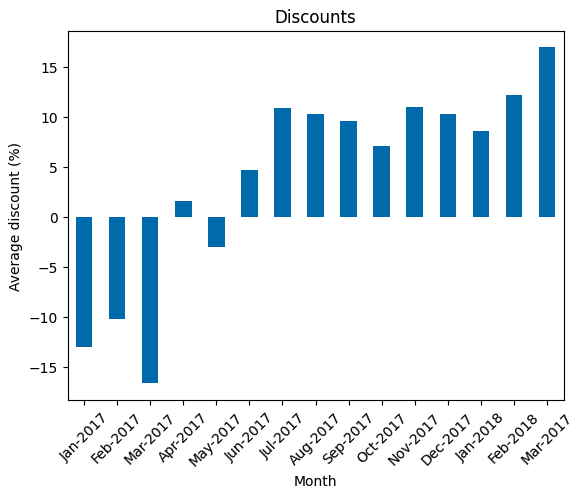 Discounts
Average discount (%)
15
10
5
0
−5
−10
−15
Jan-2017
Feb-2017
Mar-2017
Apr-2017
May-2017
Jun-2017
Jul-2017
Aug-2017
Sep-2017
Oct-2017
Nov-2017
Dec-2017
Jan-2018
Feb-2018
Mar-2017
Month